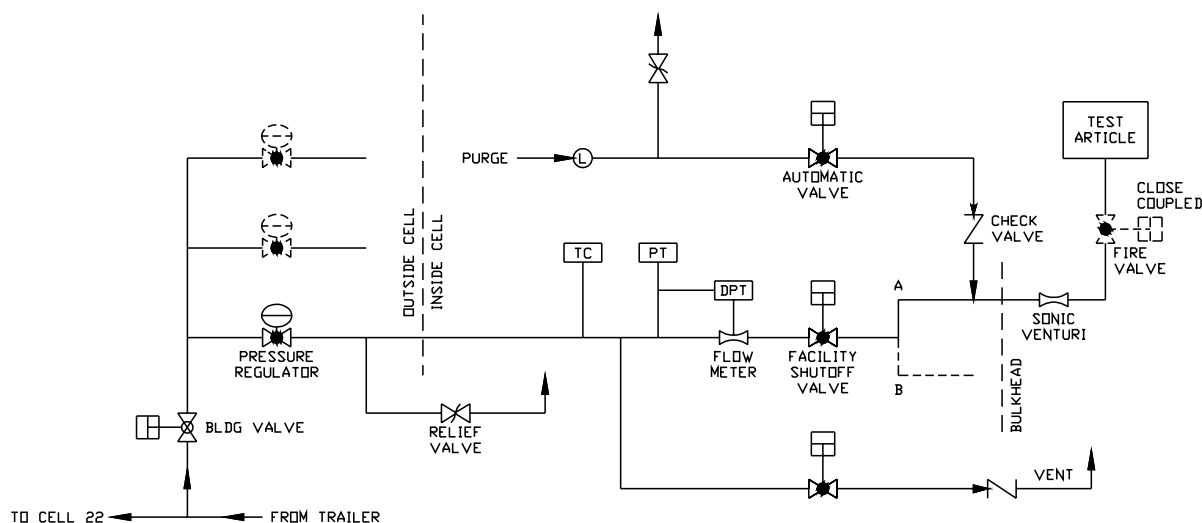 TEST
ARTICLE
PURGE
L
AUTOMATIC
VALVE
CLOSE
COUPLED
CHECK
VALVE
FIRE
VALVE
OUTSIDE CELL
INSIDE CELL
TC
PT
DPT
A
SONIC
VENTURI
PRESSURE
REGULATOR
FLOW
METER
FACILITY
SHUTOFF
VALVE
B
BULKHEAD
BLDG VALVE
RELIEF
VALVE
VENT
TO CELL 22
FROM TRAILER